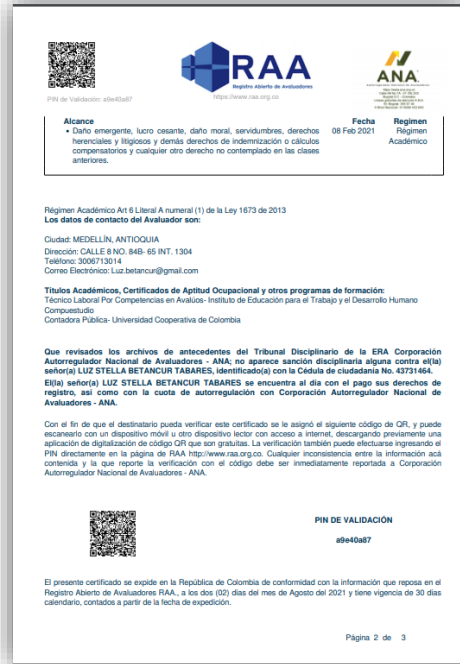 PIN de Validación: a9e40a87
RAA
Registro Abierto de Avaluadores
https://www.raa.org.co
ANA
Alcance
Fecha
Regimen
• Daño emergente, lucro cesante, daño moral, servidumbres, derechos
herenciales y litigiosos y demás derechos de indemnización o cálculos
compensatorios y cualquier otro derecho no contemplado en las clases
anteriores.
08 Feb 2021
Régimen
Académico
Régimen Académico Art 6 Literal A numeral (1) de la Ley 1673 de 2013
Los datos de contacto del Avaluador son:
Ciudad: MEDELLÍN, ANTIOQUIA
Dirección: CALLE 8 NO. 84B- 65 INT. 1304
Teléfono: 3006713014
Correo Electrónico: Luz.betancur@gmail.com
Títulos Académicos, Certificados de Aptitud Ocupacional y otros programas de formación:
Técnico Laboral Por Competencias en Avalúos- Instituto de Educación para el Trabajo y el Desarrollo Humano
Compuestudio
Contadora Pública- Universidad Cooperativa de Colombia
Que revisados los archivos de antecedentes del Tribunal Disciplinario de la ERA Corporación
Autorregulador Nacional de Avaluadores - ANA; no aparece sanción disciplinaria alguna contra el(la)
señor(a) LUZ STELLA BETANCUR TABARES, identificado(a) con la Cédula de ciudadanía No. 43731464.
El(la) señor(a) LUZ STELLA BETANCUR TABARES se encuentra al día con el pago sus derechos de
registro, así como con la cuota de autorregulación con Corporación Autorregulador Nacional de
Avaluadores - ANA.
Con el fin de que el destinatario pueda verificar este certificado se le asignó el siguiente código de QR, y puede
escanearlo con un dispositivo móvil u otro dispositivo lector con acceso a internet, descargando previamente una
aplicación de digitalización de código QR que son gratuitas. La verificación también puede efectuarse ingresando el
PIN directamente en la página de RAA http://www.raa.org.co. Cualquier inconsistencia entre la información acá
contenida y la que reporte la verificación con el código debe ser inmediatamente reportada a Corporación
Autorregulador Nacional de Avaluadores - ANA.
PIN DE VALIDACIÓN
a9e40a87
El presente certificado se expide en la República de Colombia de conformidad con la información que reposa en el
Registro Abierto de Avaluadores RAA., a los dos (02) días del mes de Agosto del 2021 y tiene vigencia de 30 días
calendario, contados a partir de la fecha de expedición.
Página 2 de 3